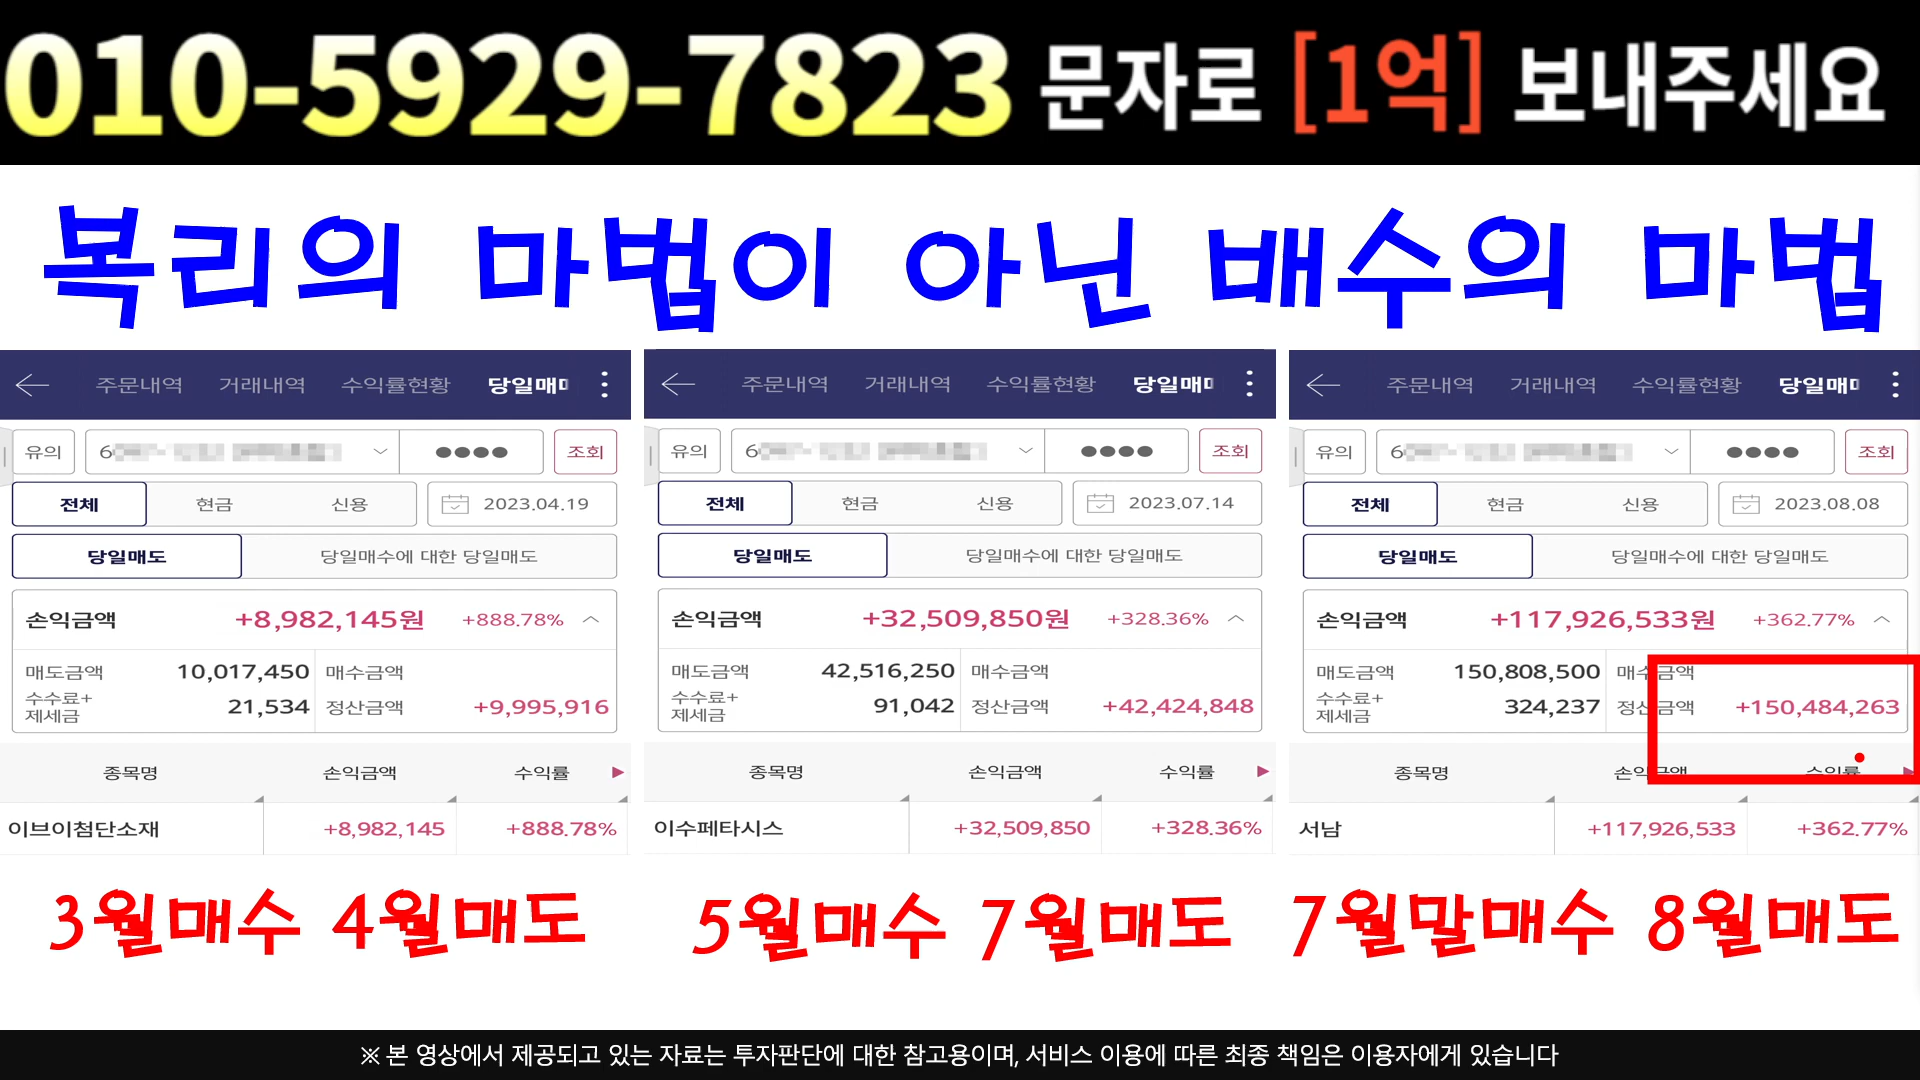 010-5929-7823 문자로 [1억] 보내주세요
복리의 마법이 아닌 배수의 마법
주문내역 거래내역 수익률현황 당일매
유의 6 ●●●● 조회
전체 현금 신용 2023.04.19
당일매도 당일매수에 대한 당일매도
손익금액 +8,982,145원 +888.78%
매도금액 10,017,450 매수금액
수수료+
제세금 21,534 정산금액 +9,995,916
종목명 손익금액 수익률
이브이첨단소재 +8,982,145 +888.78%
3월매수 4월매도
주문내역 거래내역 수익률현황 당일매
유의 6 ●●●● 조회
전체 현금 신용 2023.07.14
당일매도 당일매수에 대한 당일매도
손익금액 +32,509,850원 +328.36%
매도금액 42,516,250 매수금액
수수료+
제세금 91,042 정산금액 +42,424,848
종목명 손익금액 수익률
이수페타시스 +32,509,850 +328.36%
5월매수 7월매도
주문내역 거래내역 수익률현황 당일매
유의 6 ●●●● 조회
전체 현금 신용 2023.08.08
당일매도 당일매수에 대한 당일매도
손익금액 +117,926,533원 +362.77%
매도금액 150,808,500 매수금액
수수료+
제세금 324,237 정산금액 +150,484,263
종목명 손익금액 수익률
서남 +117,926,533 +362.77%
7월말매수 8월매도
※ 본 영상에서 제공되고 있는 자료는 투자판단에 대한 참고용이며, 서비스 이용에 따른 최종 책임은 이용자에게 있습니다